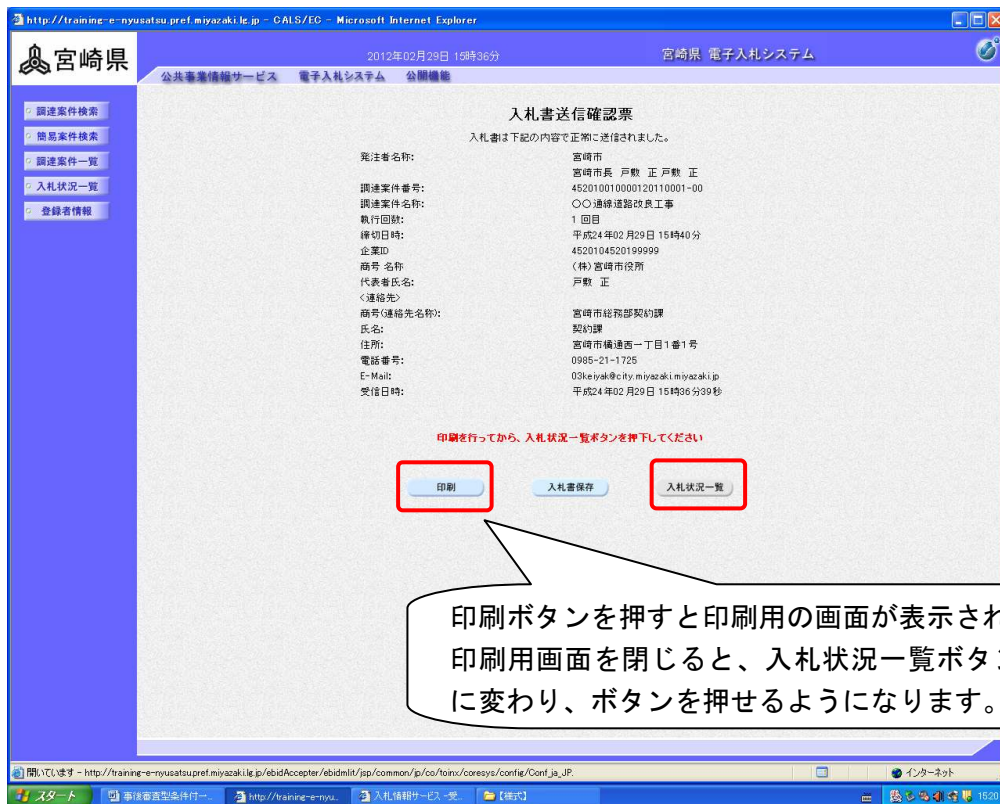 http://training-e-nyusatsu.pref.miyazaki.lg.jp - CALS/EC - Microsoft Internet Explorer
宮崎県
2012年02月29日 15時36分
宮崎県 電子入札システム
公共事業情報サービス 電子入札システム 公開機能
調達案件検索
簡易案件検索
調達案件一覧
入札状況一覧
登録者情報
入札書送信確認票
入札書は下記の内容で正常に送信されました。
発注者名称: 宮崎市
宮崎市長 戸敷 正戸敷 正
調達案件番号: 452010010000120110001-00
調達案件名称: 〇〇通線道路改良工事
執行回数: 1 回目
締切日時: 平成24年02月29日 15時40分
企業ID 4520104520199999
商号 名称 (株)宮崎市役所
代表者氏名: 戸敷 正
<連絡先>
商号(連絡先名称): 宮崎市総務部契約課
氏名: 契約課
住所: 宮崎市橘通西一丁目1番1号
電話番号: 0985-21-1725
E-Mail: 03keiyak@city.miyazaki.miyazaki.jp
受信日時: 平成24年02月29日 15時36分39秒
印刷を行ってから、入札状況一覧ボタンを押下してください
印刷 入札書保存 入札状況一覧
印刷ボタンを押すと印刷用の画面が表示され
印刷用画面を閉じると、入札状況一覧ボタン
に変わり、ボタンを押せるようになります。
開いています - http://training-e-nyusatsu.pref.miyazaki.lg.jp/ebidAccepter/ebidmlit/jsp/common/jp/co/toinx/coresys/config/Conf_ja_JP.
インターネット
スタート 事後審査型条件付一... http://training-e-nyu... 入札情報サービス -受... 【様式】 15:20